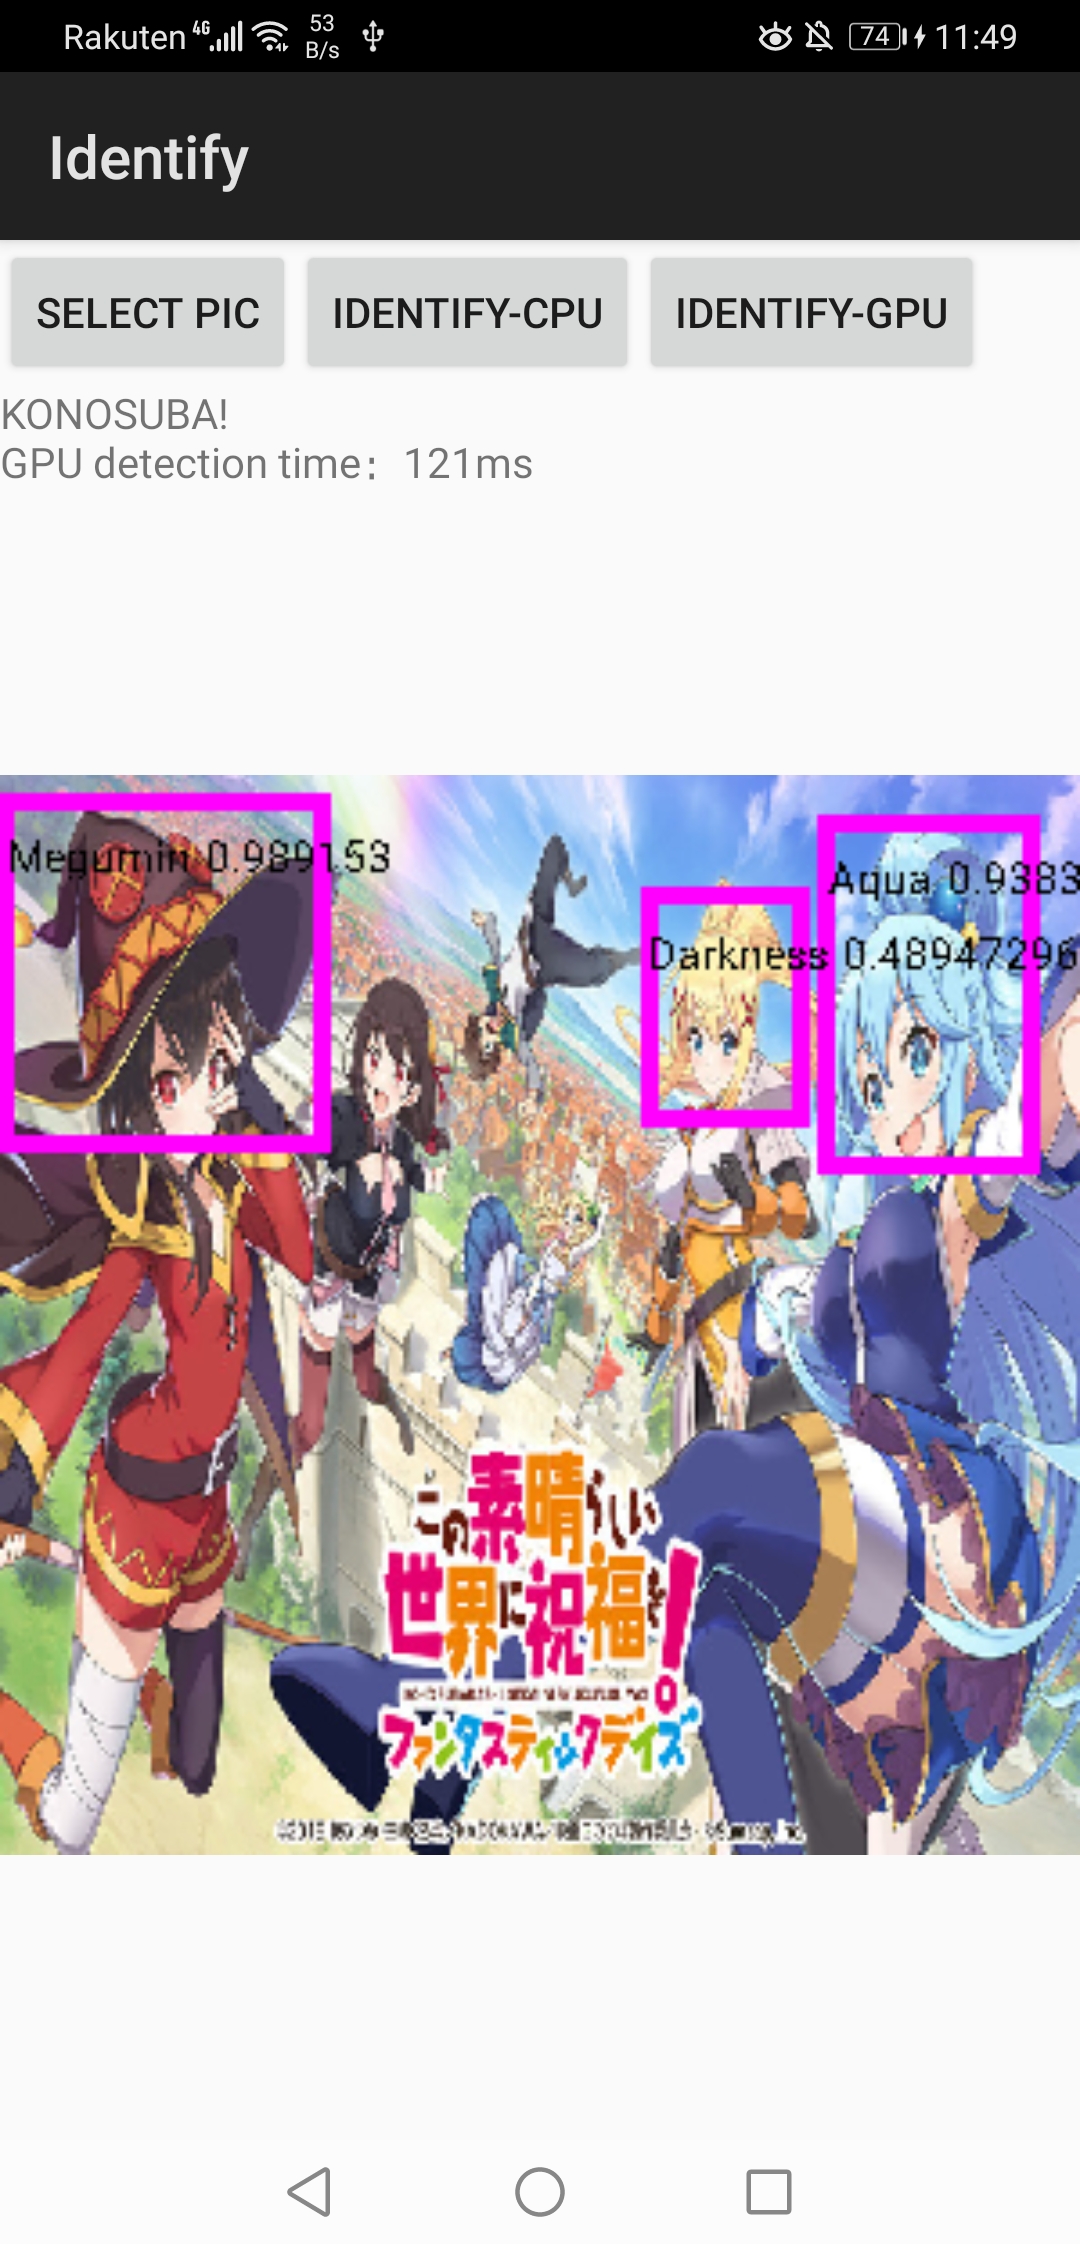 Rakuten 4G 53 B/s 74 11:49
Identify
SELECT PIC IDENTIFY-CPU IDENTIFY-GPU
KONOSUBA!
GPU detection time：121ms
Megumin 0.989153
Aqua 0.9383
Darkness 0.48947296
この素晴らしい
世界に祝福を!
ファンタスティックデイズ